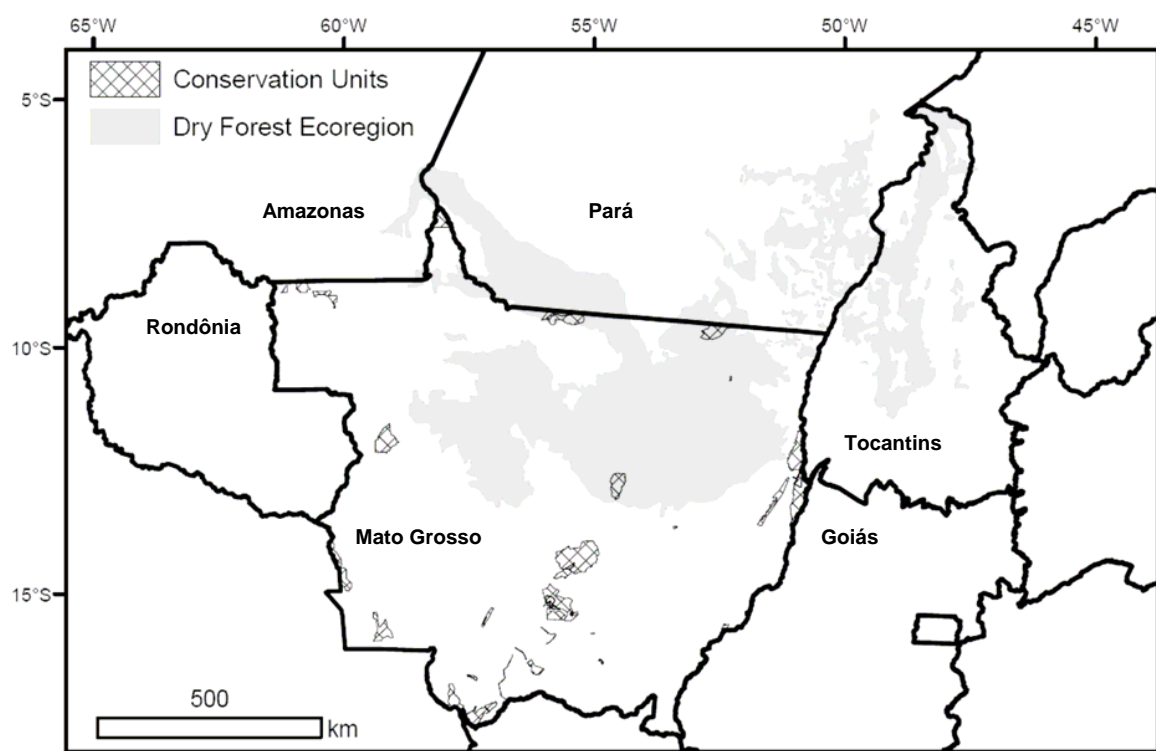 65°W 60°W 55°W 50°W 45°W
Conservation Units
5°S
Dry Forest Ecoregion
Amazonas Pará
Rondônia
10°S
Tocantins
Mato Grosso Goiás
15°S
500
km